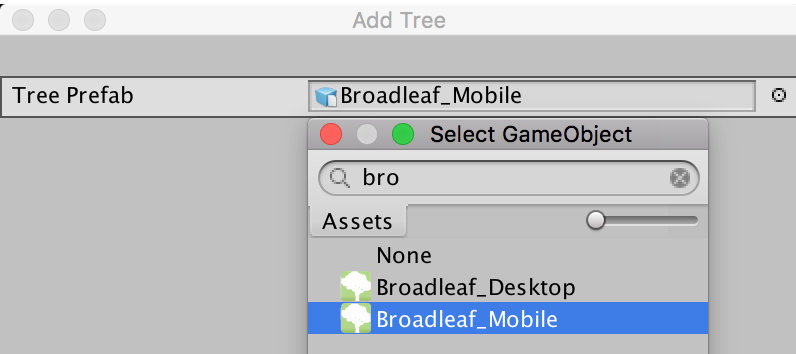 Add Tree
Tree Prefab Broadleaf_Mobile
Select GameObject
bro
Assets
None
Broadleaf_Desktop
Broadleaf_Mobile